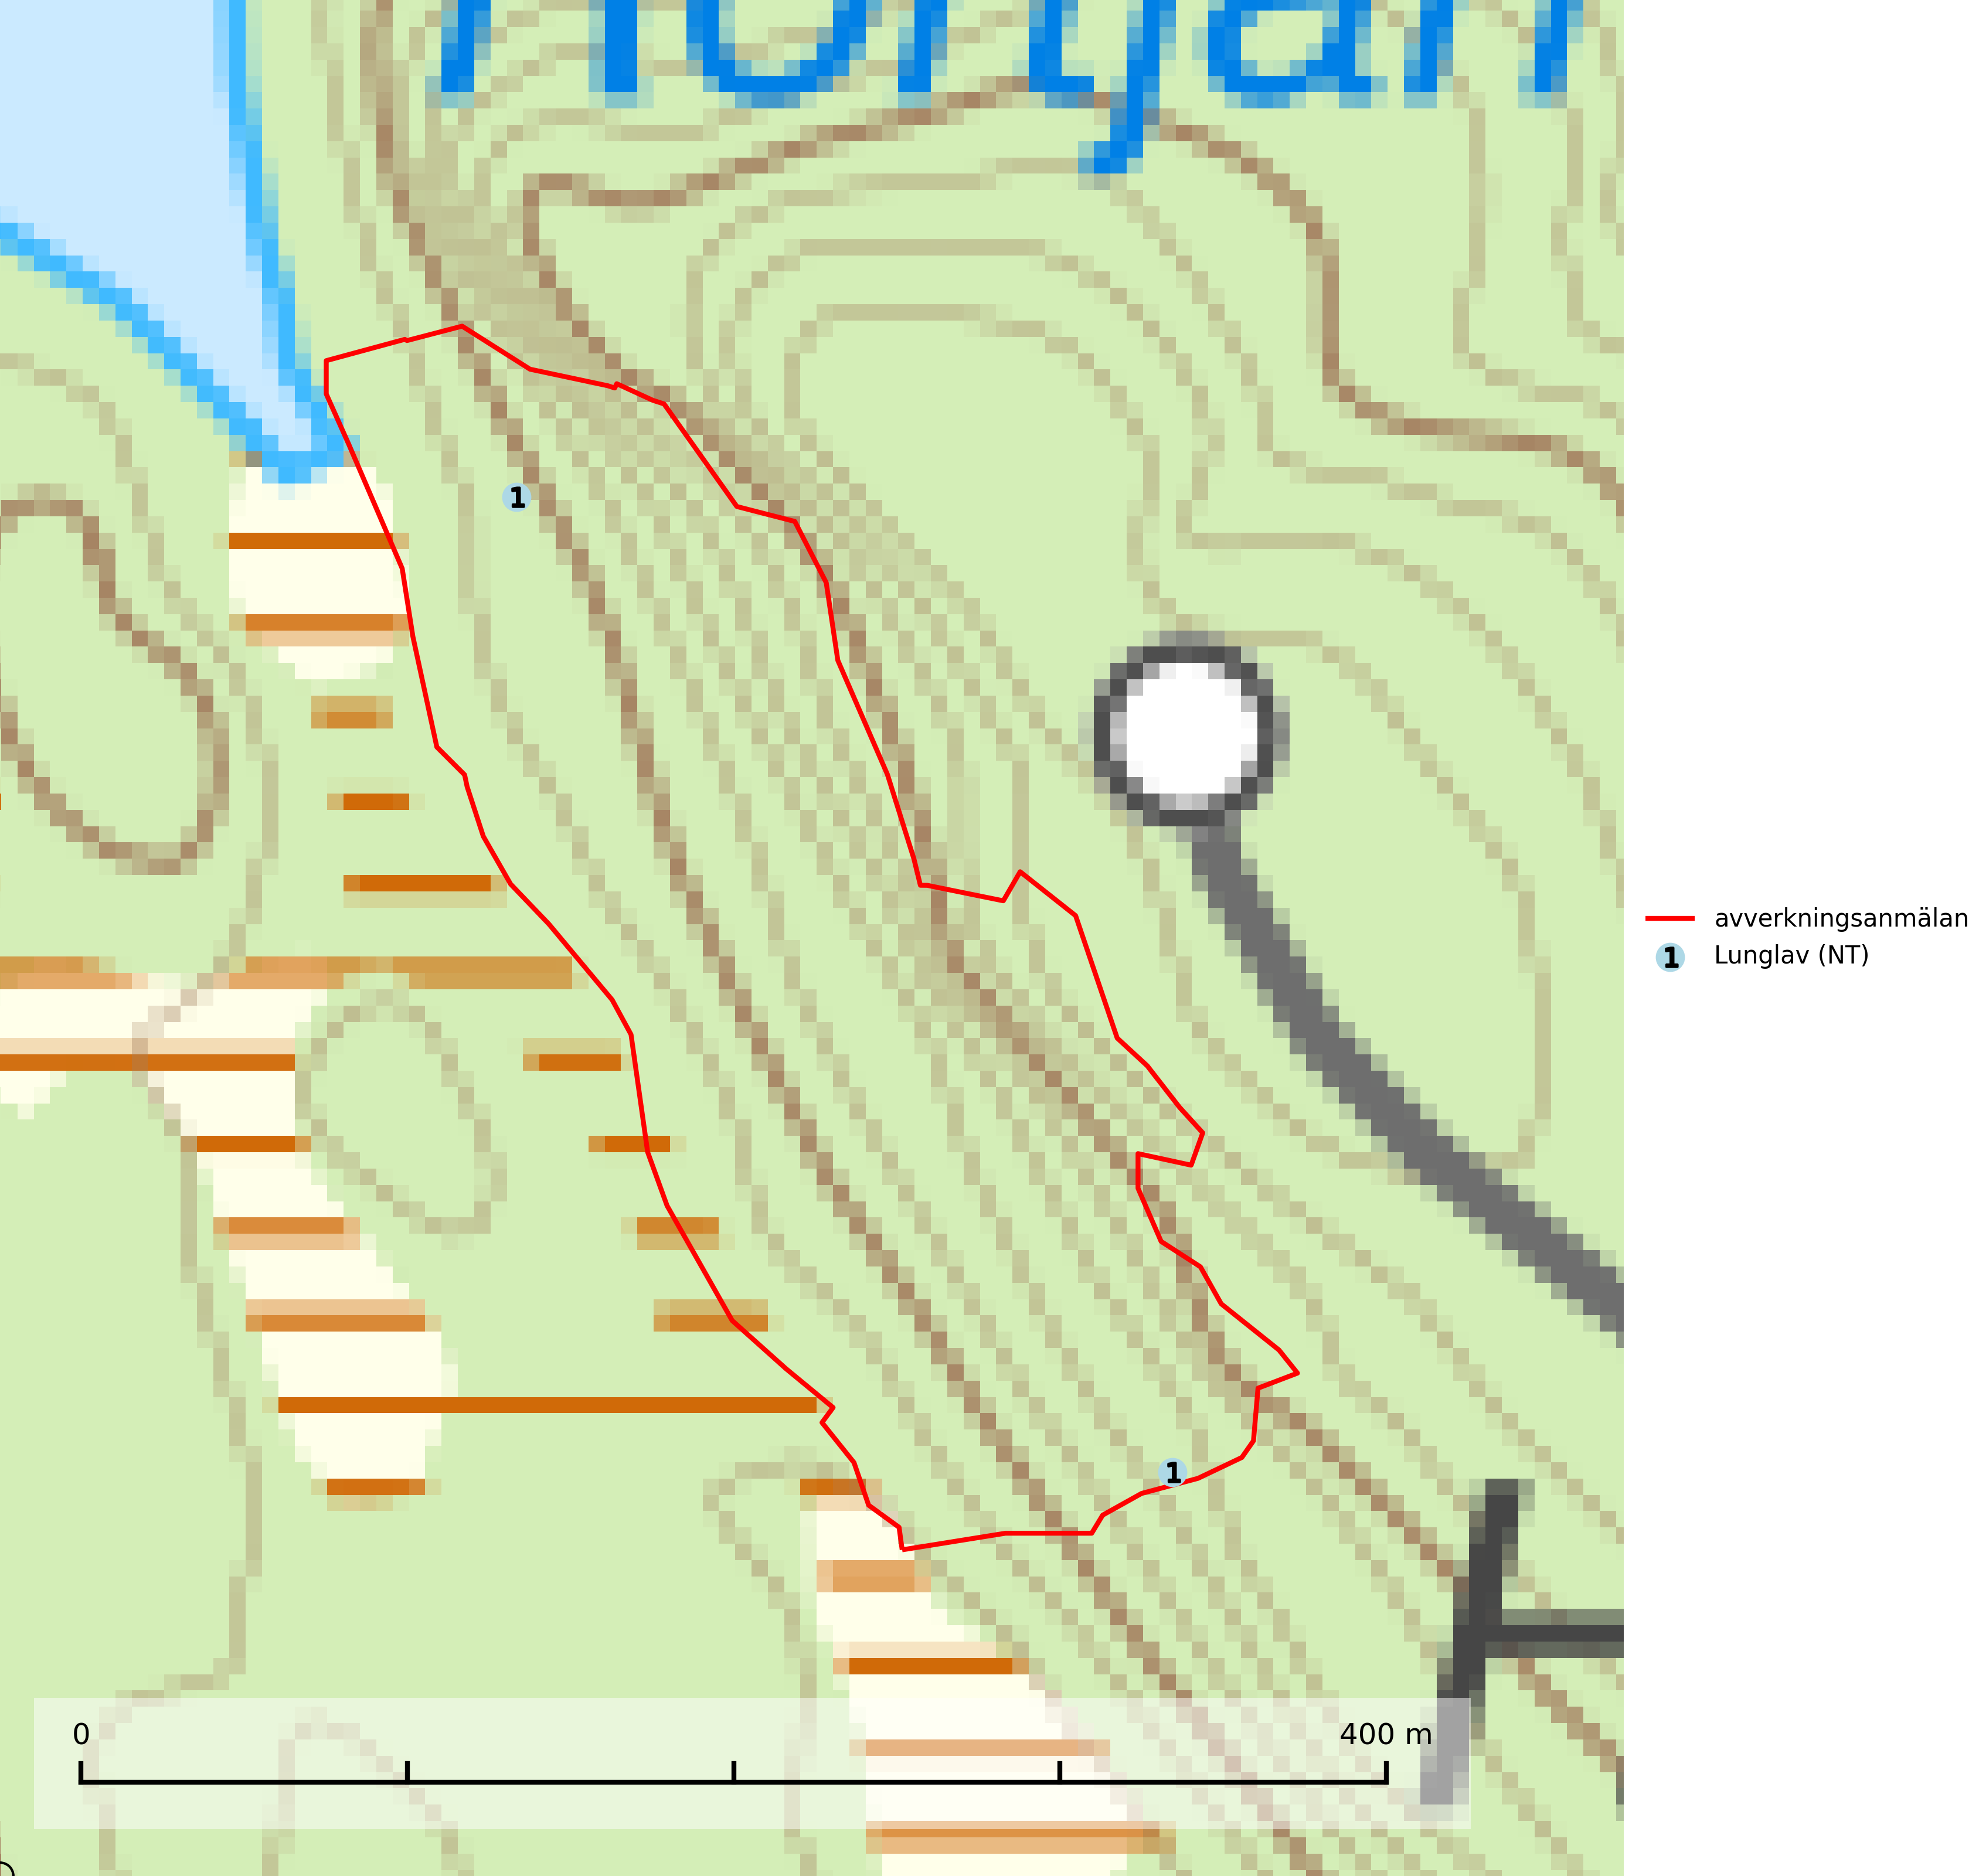 1
1
avverkningsanmälan
1 Lunglav (NT)
0 400 m